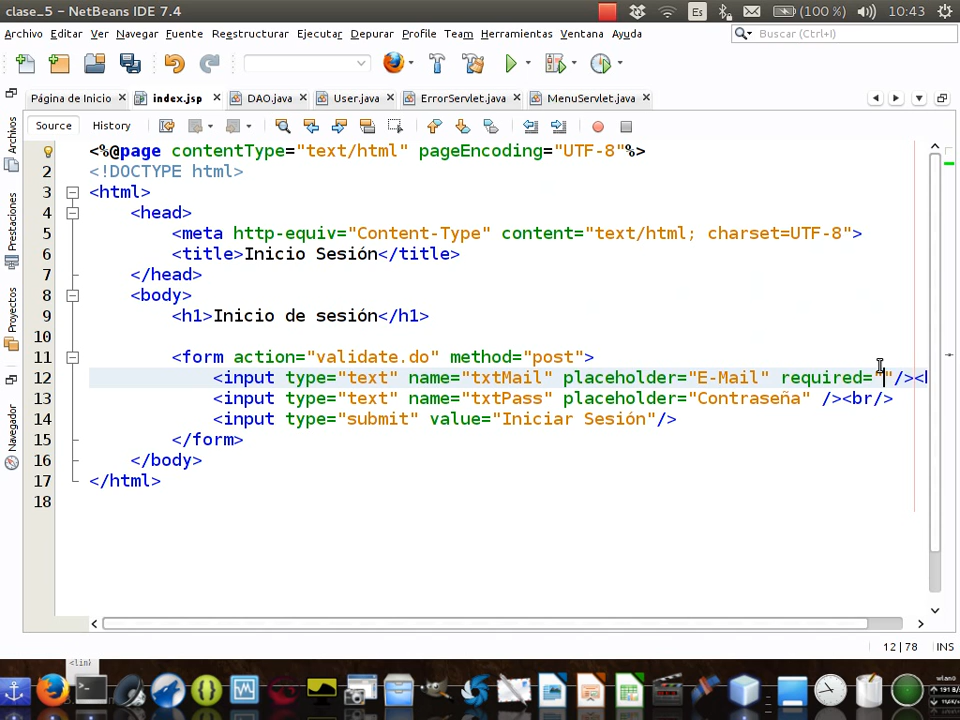 clase_5 - NetBeans IDE 7.4
Es
(100 %)
10:43
Archivo Editar Ver Navegar Fuente Reestructurar Ejecutar Depurar Profile Team Herramientas Ventana Ayuda
Buscar (Ctrl+I)
Página de Inicio index.jsp DAO.java User.java ErrorServlet.java MenuServlet.java
Source History
Archivos
Prestaciones
Proyectos
Navegador
<%@page contentType="text/html" pageEncoding="UTF-8"%>
2 <!DOCTYPE html>
3 <html>
4 <head>
5 <meta http-equiv="Content-Type" content="text/html; charset=UTF-8">
6 <title>Inicio Sesión</title>
7 </head>
8 <body>
9 <h1>Inicio de sesión</h1>
10
11 <form action="validate.do" method="post">
12 <input type="text" name="txtMail" placeholder="E-Mail" required="" /><b
13 <input type="text" name="txtPass" placeholder="Contraseña" /><br/>
14 <input type="submit" value="Iniciar Sesión"/>
15 </form>
16 </body>
17 </html>
18
12|78 INS
<lin}
wlan0
191 B/s